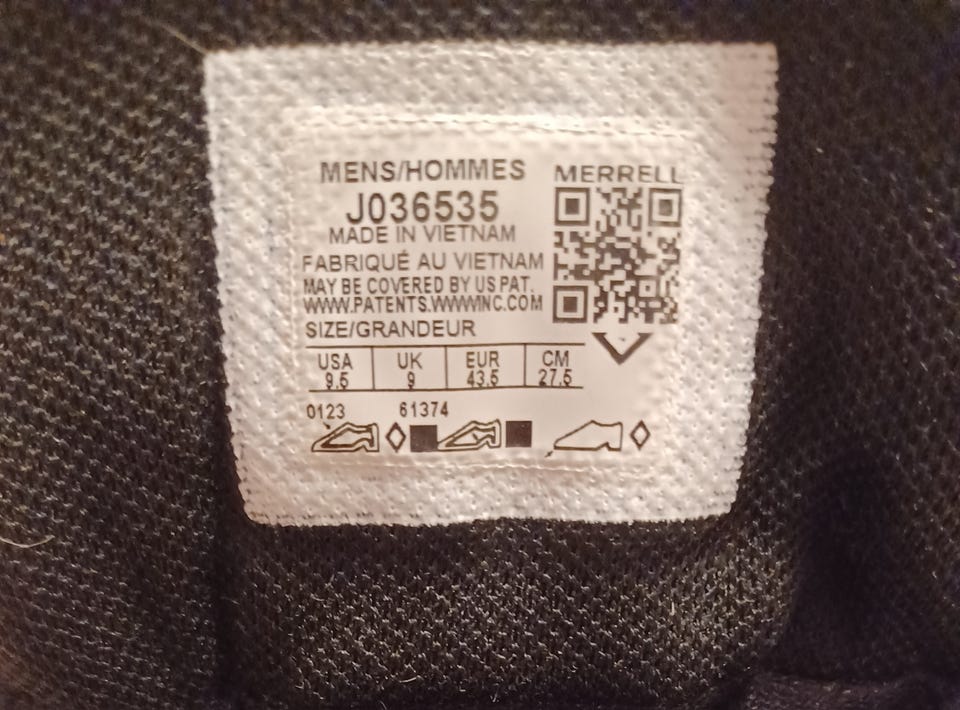 MENS/HOMMES
J036535
MADE IN VIETNAM
FABRIQUÉ AU VIETNAM
MAY BE COVERED BY US PAT.
WWW.PATENTS.WWWINC.COM
SIZE/GRANDEUR
USA UK EUR CM
9.5 9 43.5 27.5
0123 61374
MERRELL